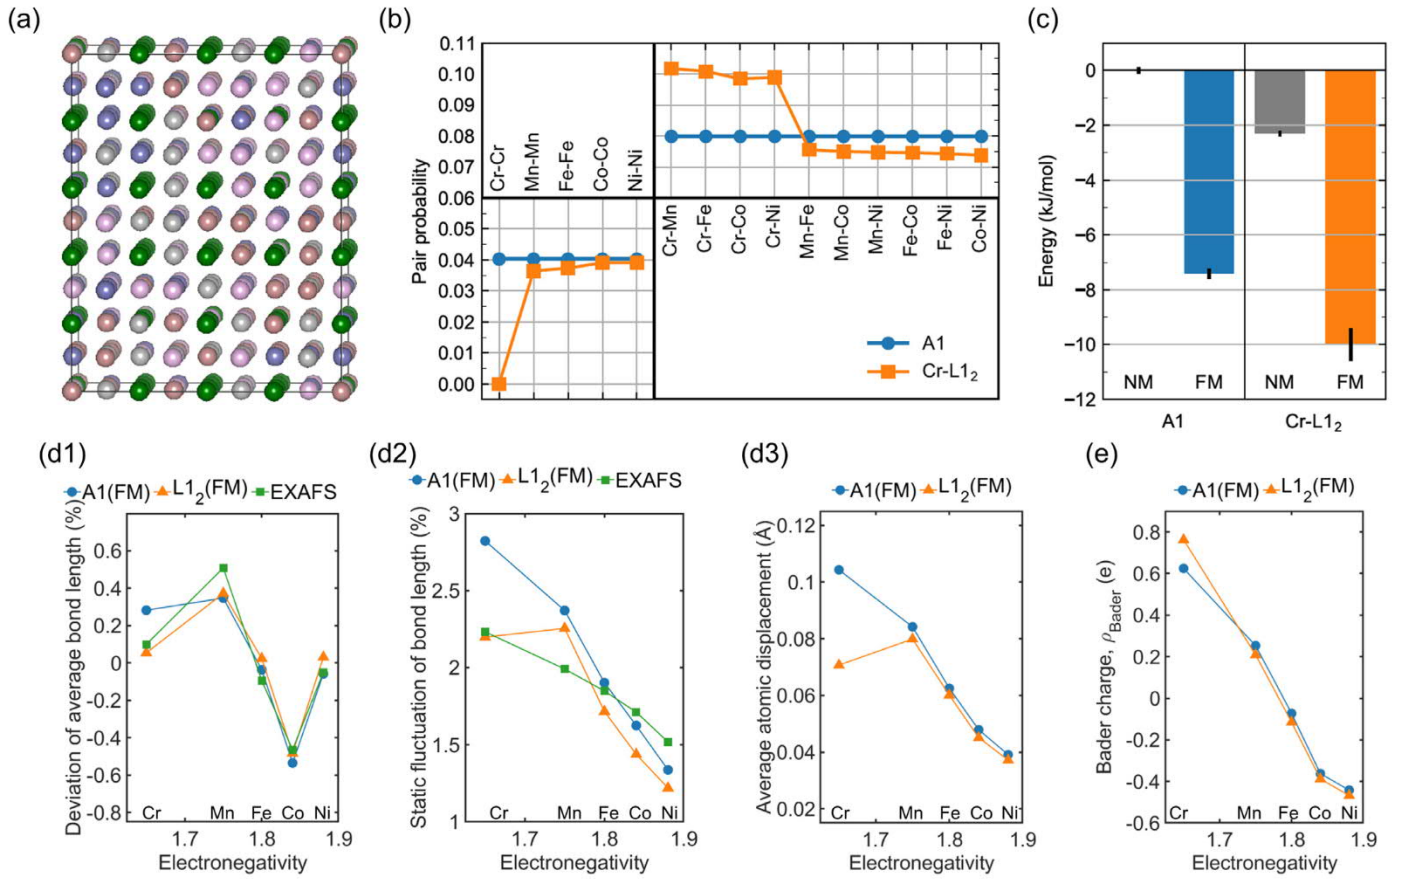 (a)
(b)
Pair probability
0.11
0.10
0.09
0.08
0.07
0.06
0.06
0.05
0.04
0.03
0.02
0.01
0.00
Cr-Cr
Mn-Mn
Fe-Fe
Co-Co
Ni-Ni
Cr-Mn
Cr-Fe
Cr-Co
Cr-Ni
Mn-Fe
Mn-Co
Mn-Ni
Fe-Co
Fe-Ni
Co-Ni
A1
Cr-L1₂
(c)
Energy (kJ/mol)
0
−2
−4
−6
−8
−10
−12
NM FM NM FM
A1 Cr-L1₂
(d1)
A1(FM) L1₂(FM) EXAFS
Deviation of average bond length (%)
0.6
0.4
0.2
0
-0.2
-0.4
-0.6
-0.8
Cr Mn Fe Co Ni
1.7 1.8 1.9
Electronegativity
(d2)
A1(FM) L1₂(FM) EXAFS
Static fluctuation of bond length (%)
3
2.5
2
1.5
1
Cr Mn Fe Co Ni
1.7 1.8 1.9
Electronegativity
(d3)
A1(FM) L1₂(FM)
Average atomic displacement (Å)
0.12
0.1
0.08
0.06
0.04
0.02
Cr Mn Fe Co Ni
1.7 1.8 1.9
Electronegativity
(e)
A1(FM) L1₂(FM)
Bader charge, ρBader (e)
0.8
0.6
0.4
0.2
0
-0.2
-0.4
-0.6
Cr Mn Fe Co Ni
1.7 1.8 1.9
Electronegativity